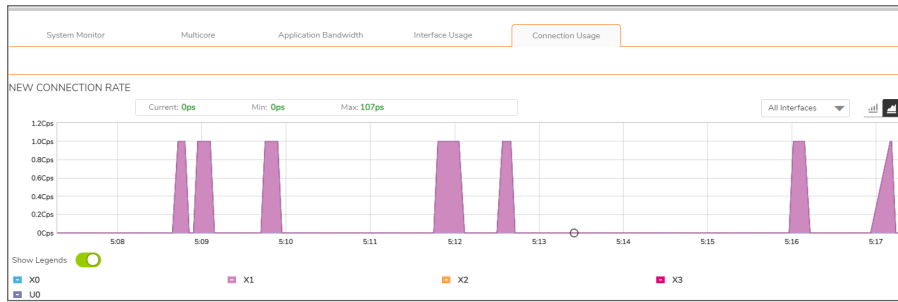 System Monitor Multicore Application Bandwidth Interface Usage Connection Usage
NEW CONNECTION RATE
Current: 0ps Min: 0ps Max: 107ps All Interfaces
1.2Cps
1.0Cps
0.8Cps
0.6Cps
0.4Cps
0.2Cps
0Cps
5:08 5:09 5:10 5:11 5:12 5:13 5:14 5:15 5:16 5:17
Show Legends
X0 X1 X2 X3
U0